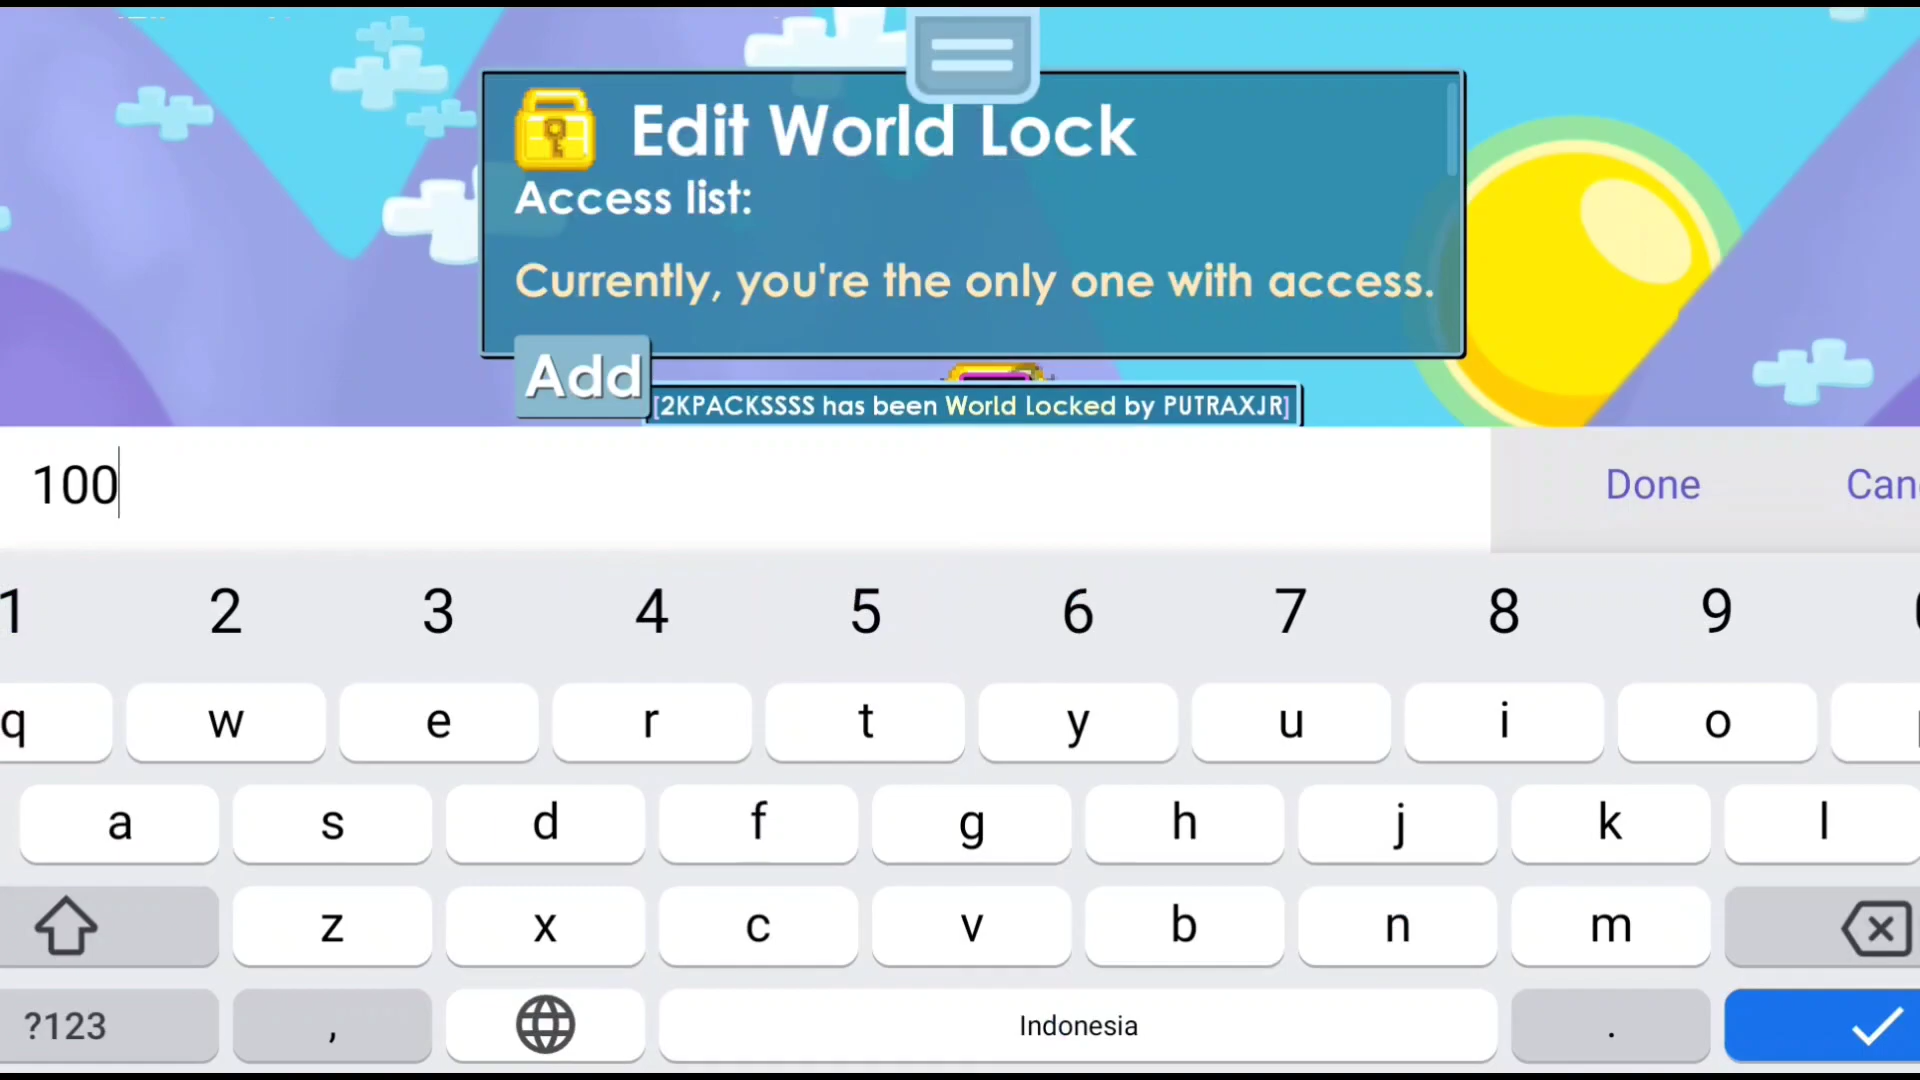 Edit World Lock
Access list:
Currently, you're the only one with access.
Add
[2KPACKSSSS has been World Locked by PUTRAXJR]
100
Done
Can
1 2 3 4 5 6 7 8 9
q w e r t y u i o
a s d f g h j k l
z x c v b n m
?123 , Indonesia .